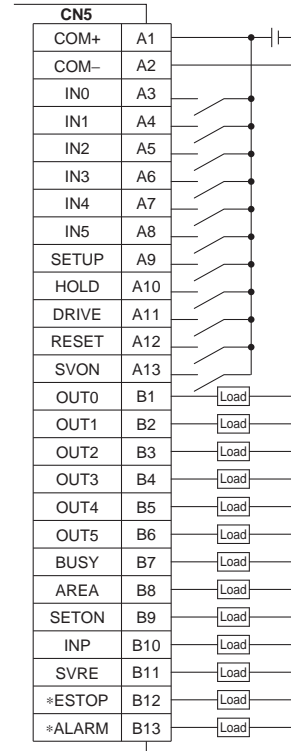 CN5
COM+ A1
COM− A2
IN0 A3
IN1 A4
IN2 A5
IN3 A6
IN4 A7
IN5 A8
SETUP A9
HOLD A10
DRIVE A11
RESET A12
SVON A13
OUT0 B1 Load
OUT1 B2 Load
OUT2 B3 Load
OUT3 B4 Load
OUT4 B5 Load
OUT5 B6 Load
BUSY B7 Load
AREA B8 Load
SETON B9 Load
INP B10 Load
SVRE B11 Load
∗ESTOP B12 Load
∗ALARM B13 Load